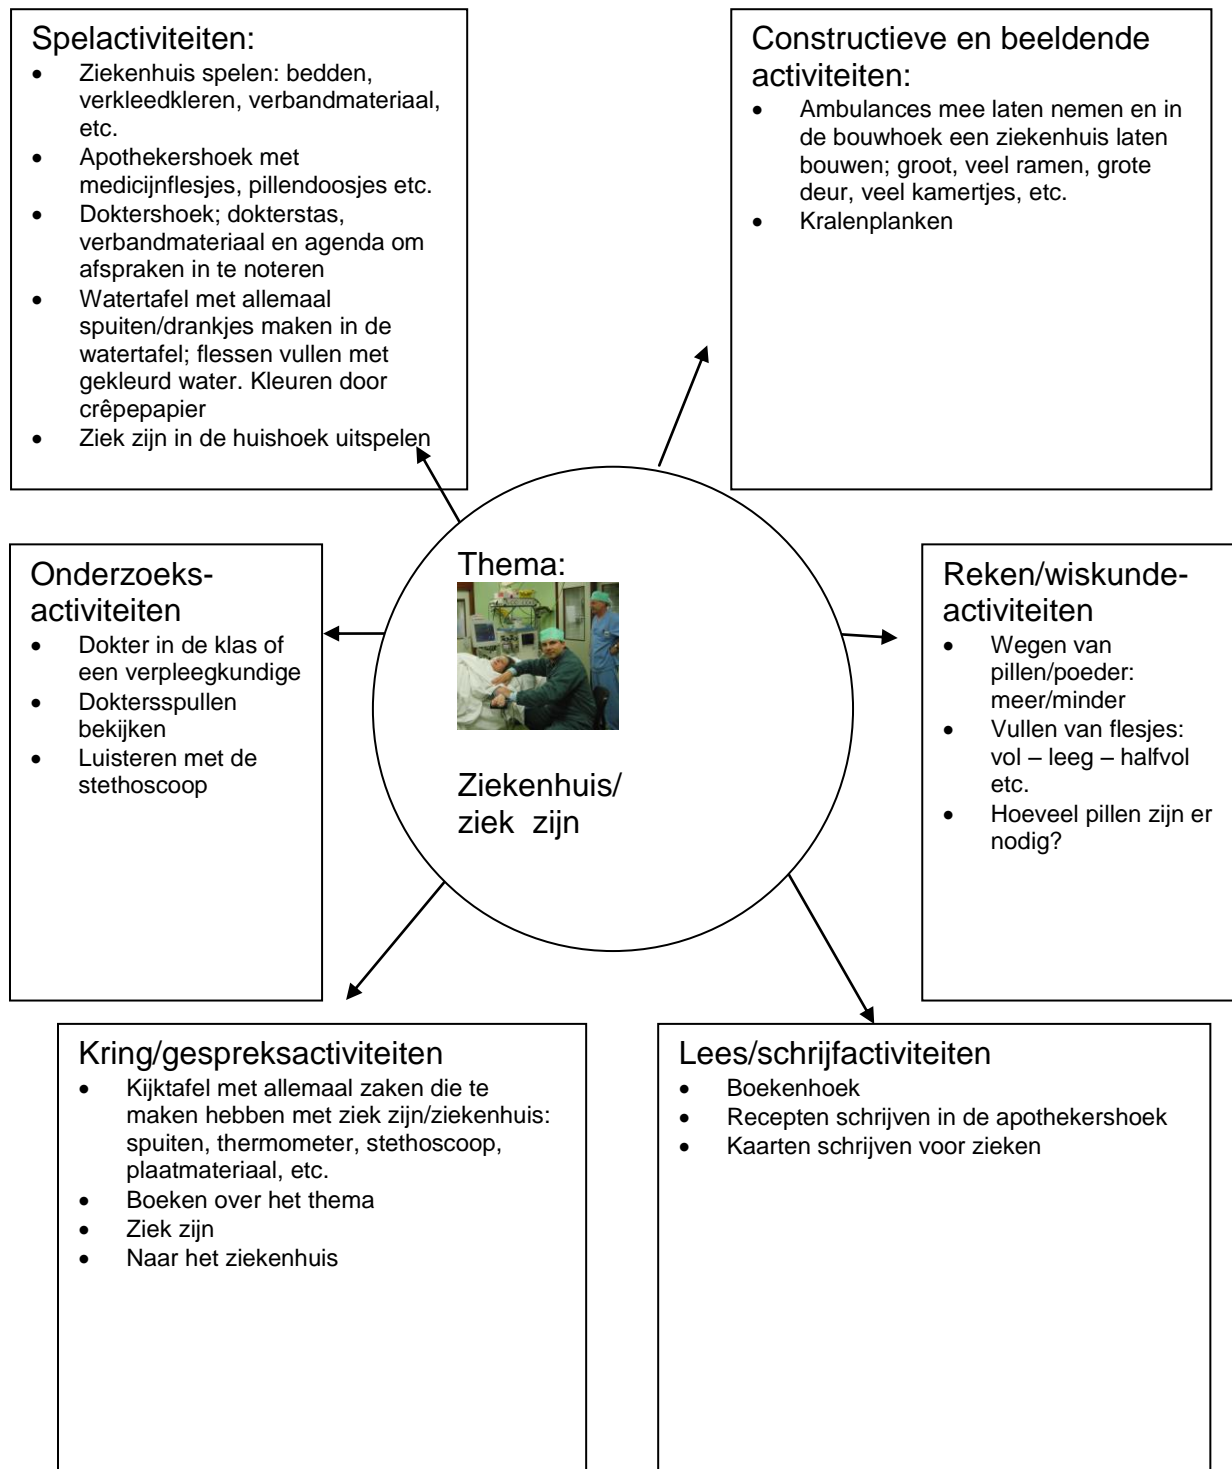 Spelactiviteiten:
• Ziekenhuis spelen: bedden,
verkleedkleren, verbandmateriaal,
etc.
• Apothekershoek met
medicijnflesjes, pillendoosjes etc.
• Doktershoek; dokterstas,
verbandmateriaal en agenda om
afspraken in te noteren
• Watertafel met allemaal
spuiten/drankjes maken in de
watertafel; flessen vullen met
gekleurd water. Kleuren door
crêpepapier
• Ziek zijn in de huishoek uitspelen
Constructieve en beeldende
activiteiten:
• Ambulances mee laten nemen en in
de bouwhoek een ziekenhuis laten
bouwen; groot, veel ramen, grote
deur, veel kamertjes, etc.
• Kralenplanken
Onderzoeks-
activiteiten
• Dokter in de klas of
een verpleegkundige
• Doktersspullen
bekijken
• Luisteren met de
stethoscoop
Thema:
Ziekenhuis/
ziek zijn
Reken/wiskunde-
activiteiten
• Wegen van
pillen/poeder:
meer/minder
• Vullen van flesjes:
vol – leeg – halfvol
etc.
• Hoeveel pillen zijn er
nodig?
Kring/gespreksactiviteiten
• Kijktafel met allemaal zaken die te
maken hebben met ziek zijn/ziekenhuis:
spuiten, thermometer, stethoscoop,
plaatmateriaal, etc.
• Boeken over het thema
• Ziek zijn
• Naar het ziekenhuis
Lees/schrijfactiviteiten
• Boekenhoek
• Recepten schrijven in de apothekershoek
• Kaarten schrijven voor zieken